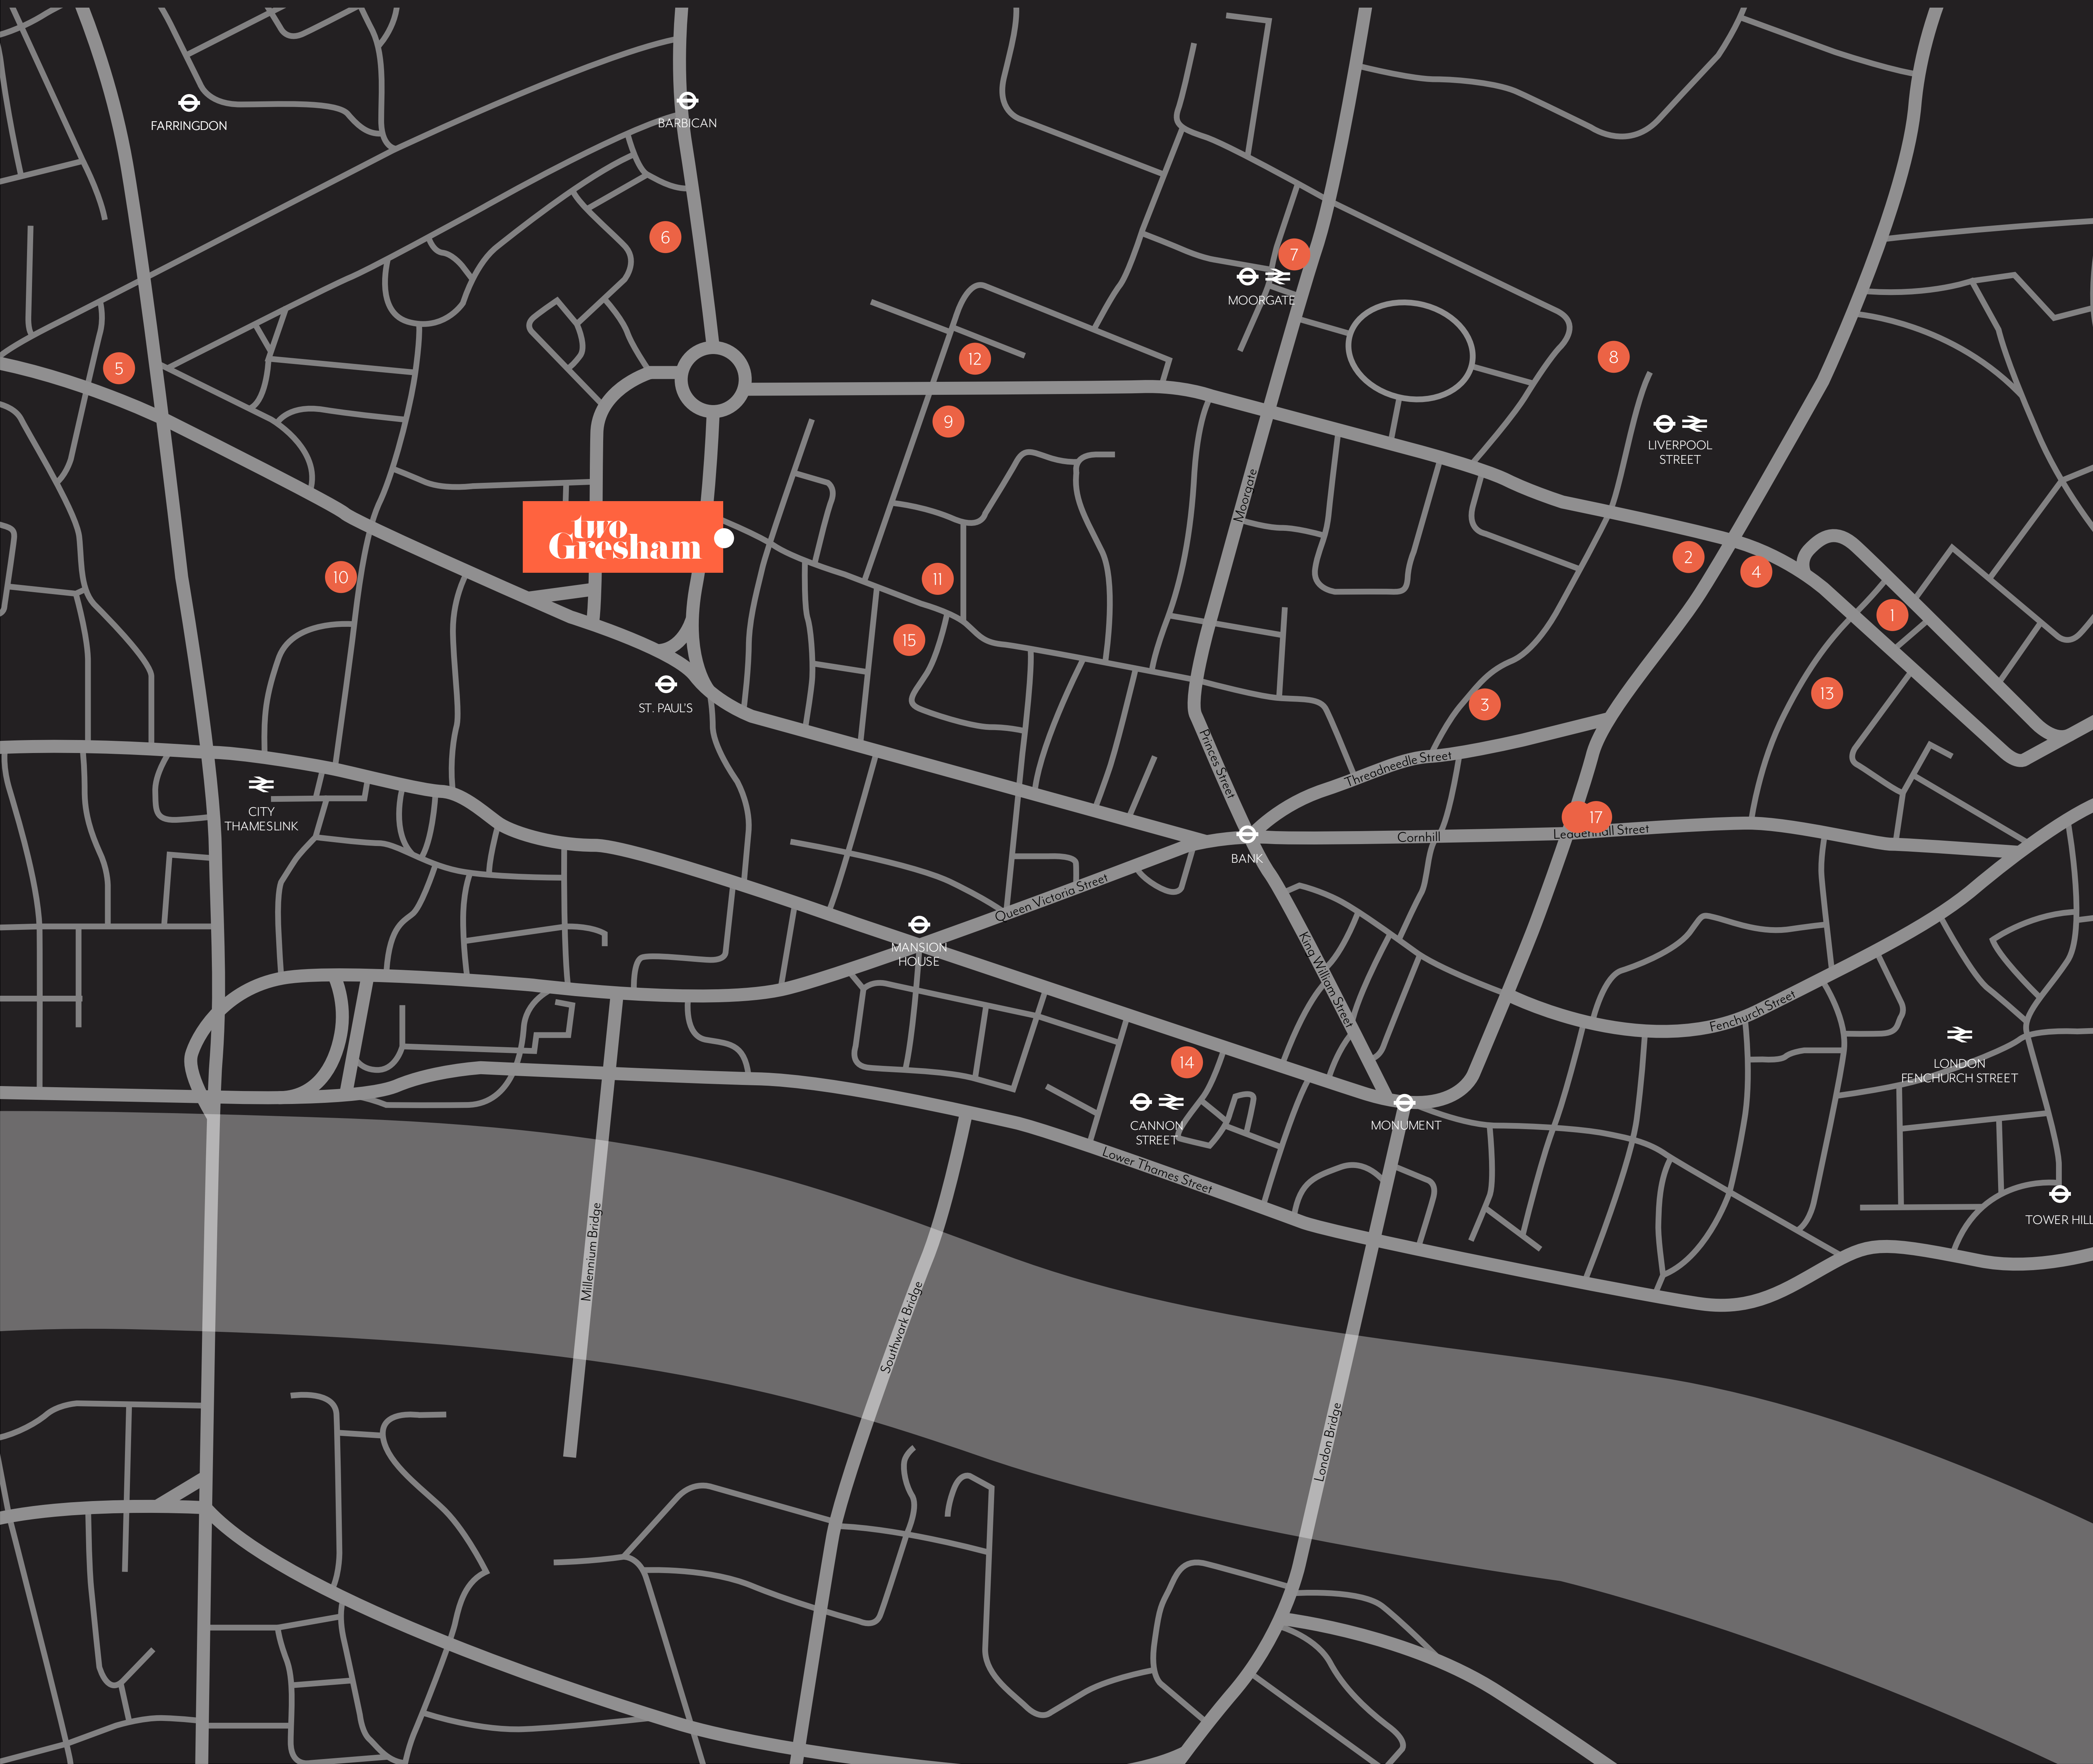 FARRINGDON
BARBICAN
6
7
MOORGATE
5
12
8
9
LIVERPOOL
STREET
Moorgate
two
Gresham
2
4
10
11
1
15
ST. PAUL'S
13
3
Princes Street
Threadneedle Street
CITY
THAMESLINK
17
Leadenhall Street
Cornhill
BANK
Queen Victoria Street
MANSION
HOUSE
King William Street
Fenchurch Street
LONDON
FENCHURCH STREET
14
CANNON
STREET
MONUMENT
Lower Thames Street
TOWER HILL
Millennium Bridge
Southwark Bridge
London Bridge